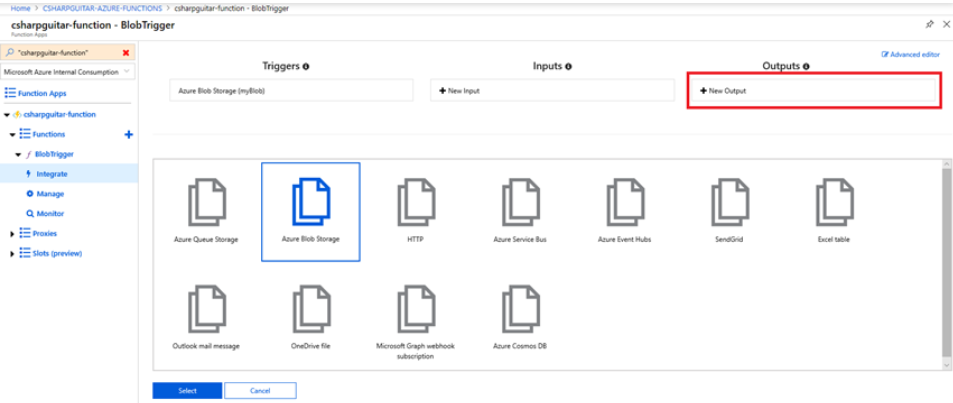 Home > CSHARPGUITAR-AZURE-FUNCTIONS > csharpguitar-function - BlobTrigger
csharpguitar-function - BlobTrigger
Function Apps
"csharpguitar-function"
Microsoft Azure Internal Consumption
Function Apps
csharpguitar-function
Functions
BlobTrigger
Integrate
Manage
Monitor
Proxies
Slots (preview)
Advanced editor
Triggers
Inputs
Outputs
Azure Blob Storage (myBlob)
New Input
New Output
Azure Queue Storage
Azure Blob Storage
HTTP
Azure Service Bus
Azure Event Hubs
SendGrid
Excel table
Outlook mail message
OneDrive file
Microsoft Graph webhook
subscription
Azure Cosmos DB
Select
Cancel